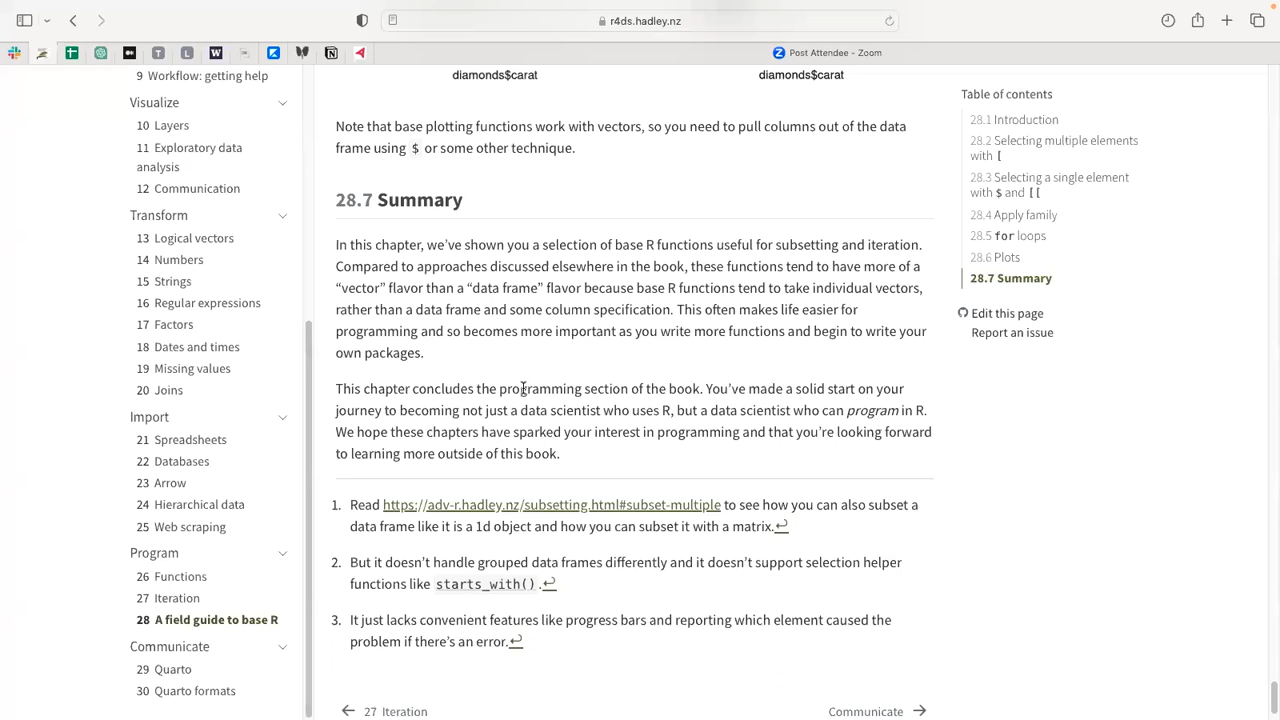 r4ds.hadley.nz
Post Attendee - Zoom
9 Workflow: getting help
Visualize
10 Layers
11 Exploratory data
analysis
12 Communication
Transform
13 Logical vectors
14 Numbers
15 Strings
16 Regular expressions
17 Factors
18 Dates and times
19 Missing values
20 Joins
Import
21 Spreadsheets
22 Databases
23 Arrow
24 Hierarchical data
25 Web scraping
Program
26 Functions
27 Iteration
28 A field guide to base R
Communicate
29 Quarto
30 Quarto formats
diamonds$carat
diamonds$carat
Note that base plotting functions work with vectors, so you need to pull columns out of the data
frame using $ or some other technique.
28.7 Summary
In this chapter, we’ve shown you a selection of base R functions useful for subsetting and iteration.
Compared to approaches discussed elsewhere in the book, these functions tend to have more of a
“vector” flavor than a “data frame” flavor because base R functions tend to take individual vectors,
rather than a data frame and some column specification. This often makes life easier for
programming and so becomes more important as you write more functions and begin to write your
own packages.
This chapter concludes the programming section of the book. You’ve made a solid start on your
journey to becoming not just a data scientist who uses R, but a data scientist who can program in R.
We hope these chapters have sparked your interest in programming and that you’re looking forward
to learning more outside of this book.
1. Read https://adv-r.hadley.nz/subsetting.html#subset-multiple to see how you can also subset a
data frame like it is a 1d object and how you can subset it with a matrix.↩
2. But it doesn’t handle grouped data frames differently and it doesn’t support selection helper
functions like starts_with().↩
3. It just lacks convenient features like progress bars and reporting which element caused the
problem if there’s an error.↩
← 27 Iteration
Communicate →
Table of contents
28.1 Introduction
28.2 Selecting multiple elements
with [
28.3 Selecting a single element
with $ and [[
28.4 Apply family
28.5 for loops
28.6 Plots
28.7 Summary
Edit this page
Report an issue